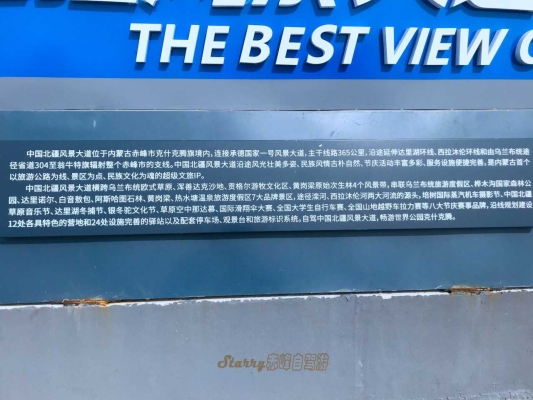 THE BEST VIEW O
中国北疆风景大道位于内蒙古赤峰市克什克腾旗境内,连接承德国家一号风景大道,主干线路365公里,沿途延伸达里湖环线、西拉沐伦环线和由乌兰布统途
径省道304至翁牛特旗辐射整个赤峰市的支线。中国北疆风景大道沿途风光壮美多姿、民族风情古朴自然、节庆活动丰富多彩、服务设施便捷完善,是内蒙古首个
以旅游公路为线、景区为点、民族文化为魂的超级文旅IP。
中国北疆风景大道横跨乌兰布统欧式草原、浑善达克沙地、贡格尔游牧文化区、黄岗梁原始次生林4个风景带,串联乌兰布统旅游度假区、桦木沟国家森林公
园、达里诺尔、白音敖包、阿斯哈图石林、黄岗梁、热水塘温泉旅游度假区7大品牌景区,途径滦河、西拉沐伦河两大河流的源头,培树国际蒸汽机车摄影节、中国北疆
草原音乐节、达里湖冬捕节、银冬驼文化节、草原空中那达慕、国际滑翔伞大赛、全国大学生自行车赛、全国山地越野车拉力赛等八大节庆赛事品牌,沿线规划建设
12处各具特色的营地和24处建设完善的驿站以及配套停车场、观景台和旅游标识系统。自驾中国北疆风景大道,畅游世界公园克什克腾。
Starry赤峰自驾游